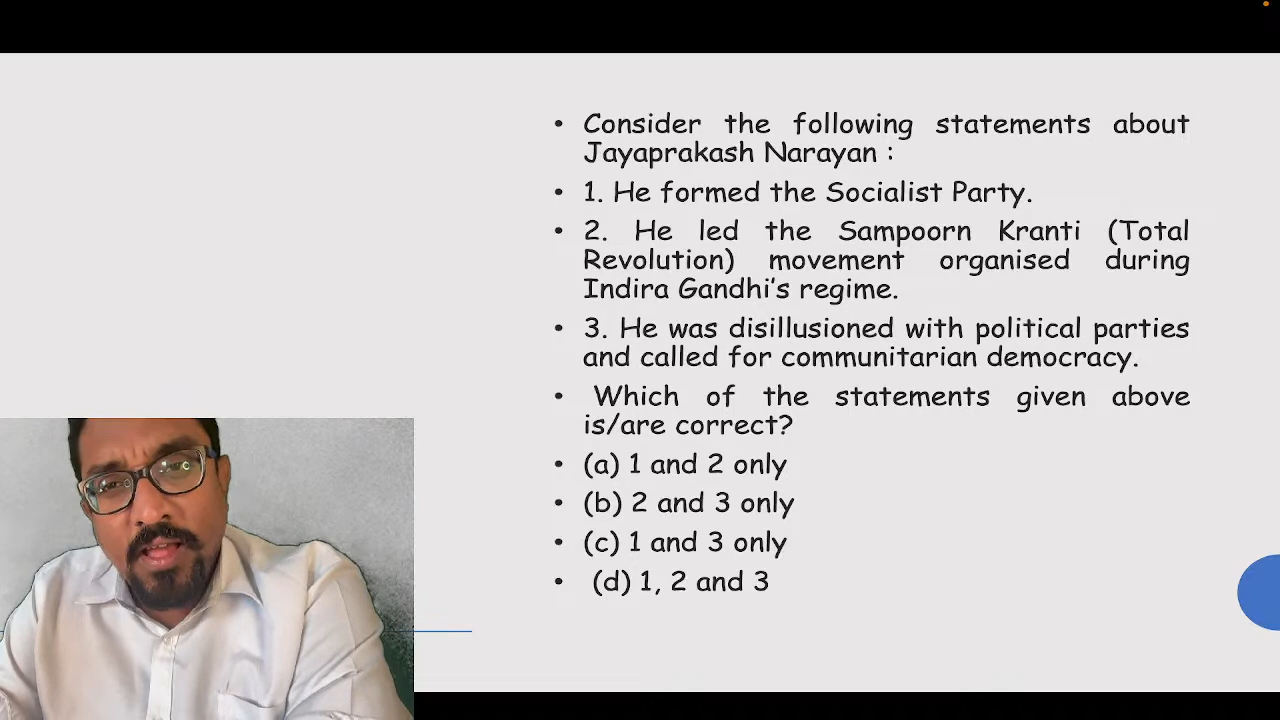 • Consider the following statements about
Jayaprakash Narayan :
• 1. He formed the Socialist Party.
• 2. He led the Sampoorn Kranti (Total
Revolution) movement organised during
Indira Gandhi's regime.
• 3. He was disillusioned with political parties
and called for communitarian democracy.
• Which of the statements given above
is/are correct?
• (a) 1 and 2 only
• (b) 2 and 3 only
• (c) 1 and 3 only
• (d) 1, 2 and 3